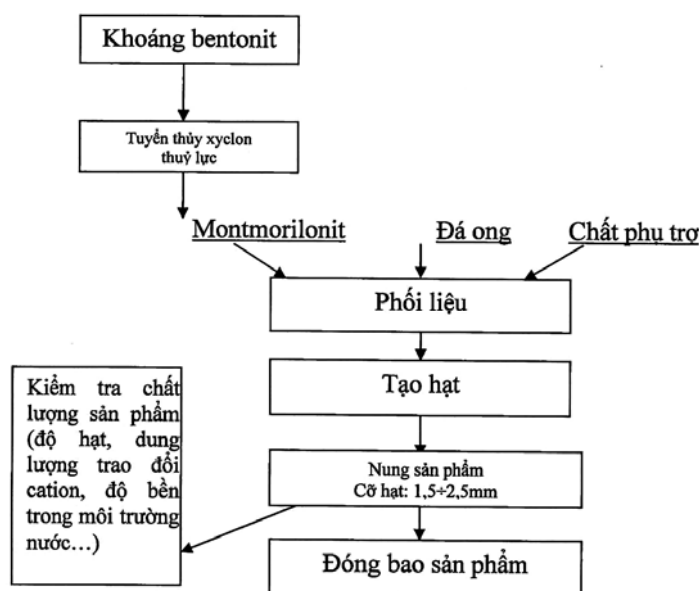 Khoáng bentonit
Tuyển thủy xyclon
thuỷ lực
Montmorilonit
Đá ong
Chất phụ trợ
Phối liệu
Tạo hạt
Kiểm tra chất
lượng sản phẩm
(độ hạt, dung
lượng trao đổi
cation, độ bền
trong môi trường
nước...)
Nung sản phẩm
Cỡ hạt: 1,5÷2,5mm
Đóng bao sản phẩm